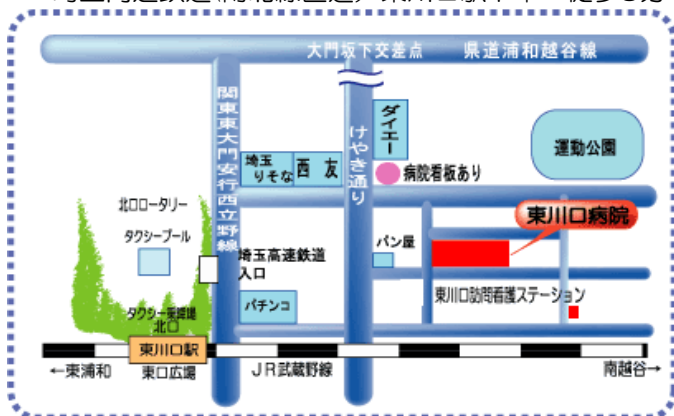 大門坂下交差点 県道浦和越谷線
関東東大門安行西立野線
けやき通り
ダイエー
運動公園
埼玉
りそな
西友
病院看板あり
北口ロータリー
タクシープール
東川口病院
埼玉高速鉄道
入口
パン屋
東川口訪問看護ステーション
パチンコ
タクシー乗降場
北口
東川口駅
←東浦和
東口広場
JR武蔵野線
南越谷→